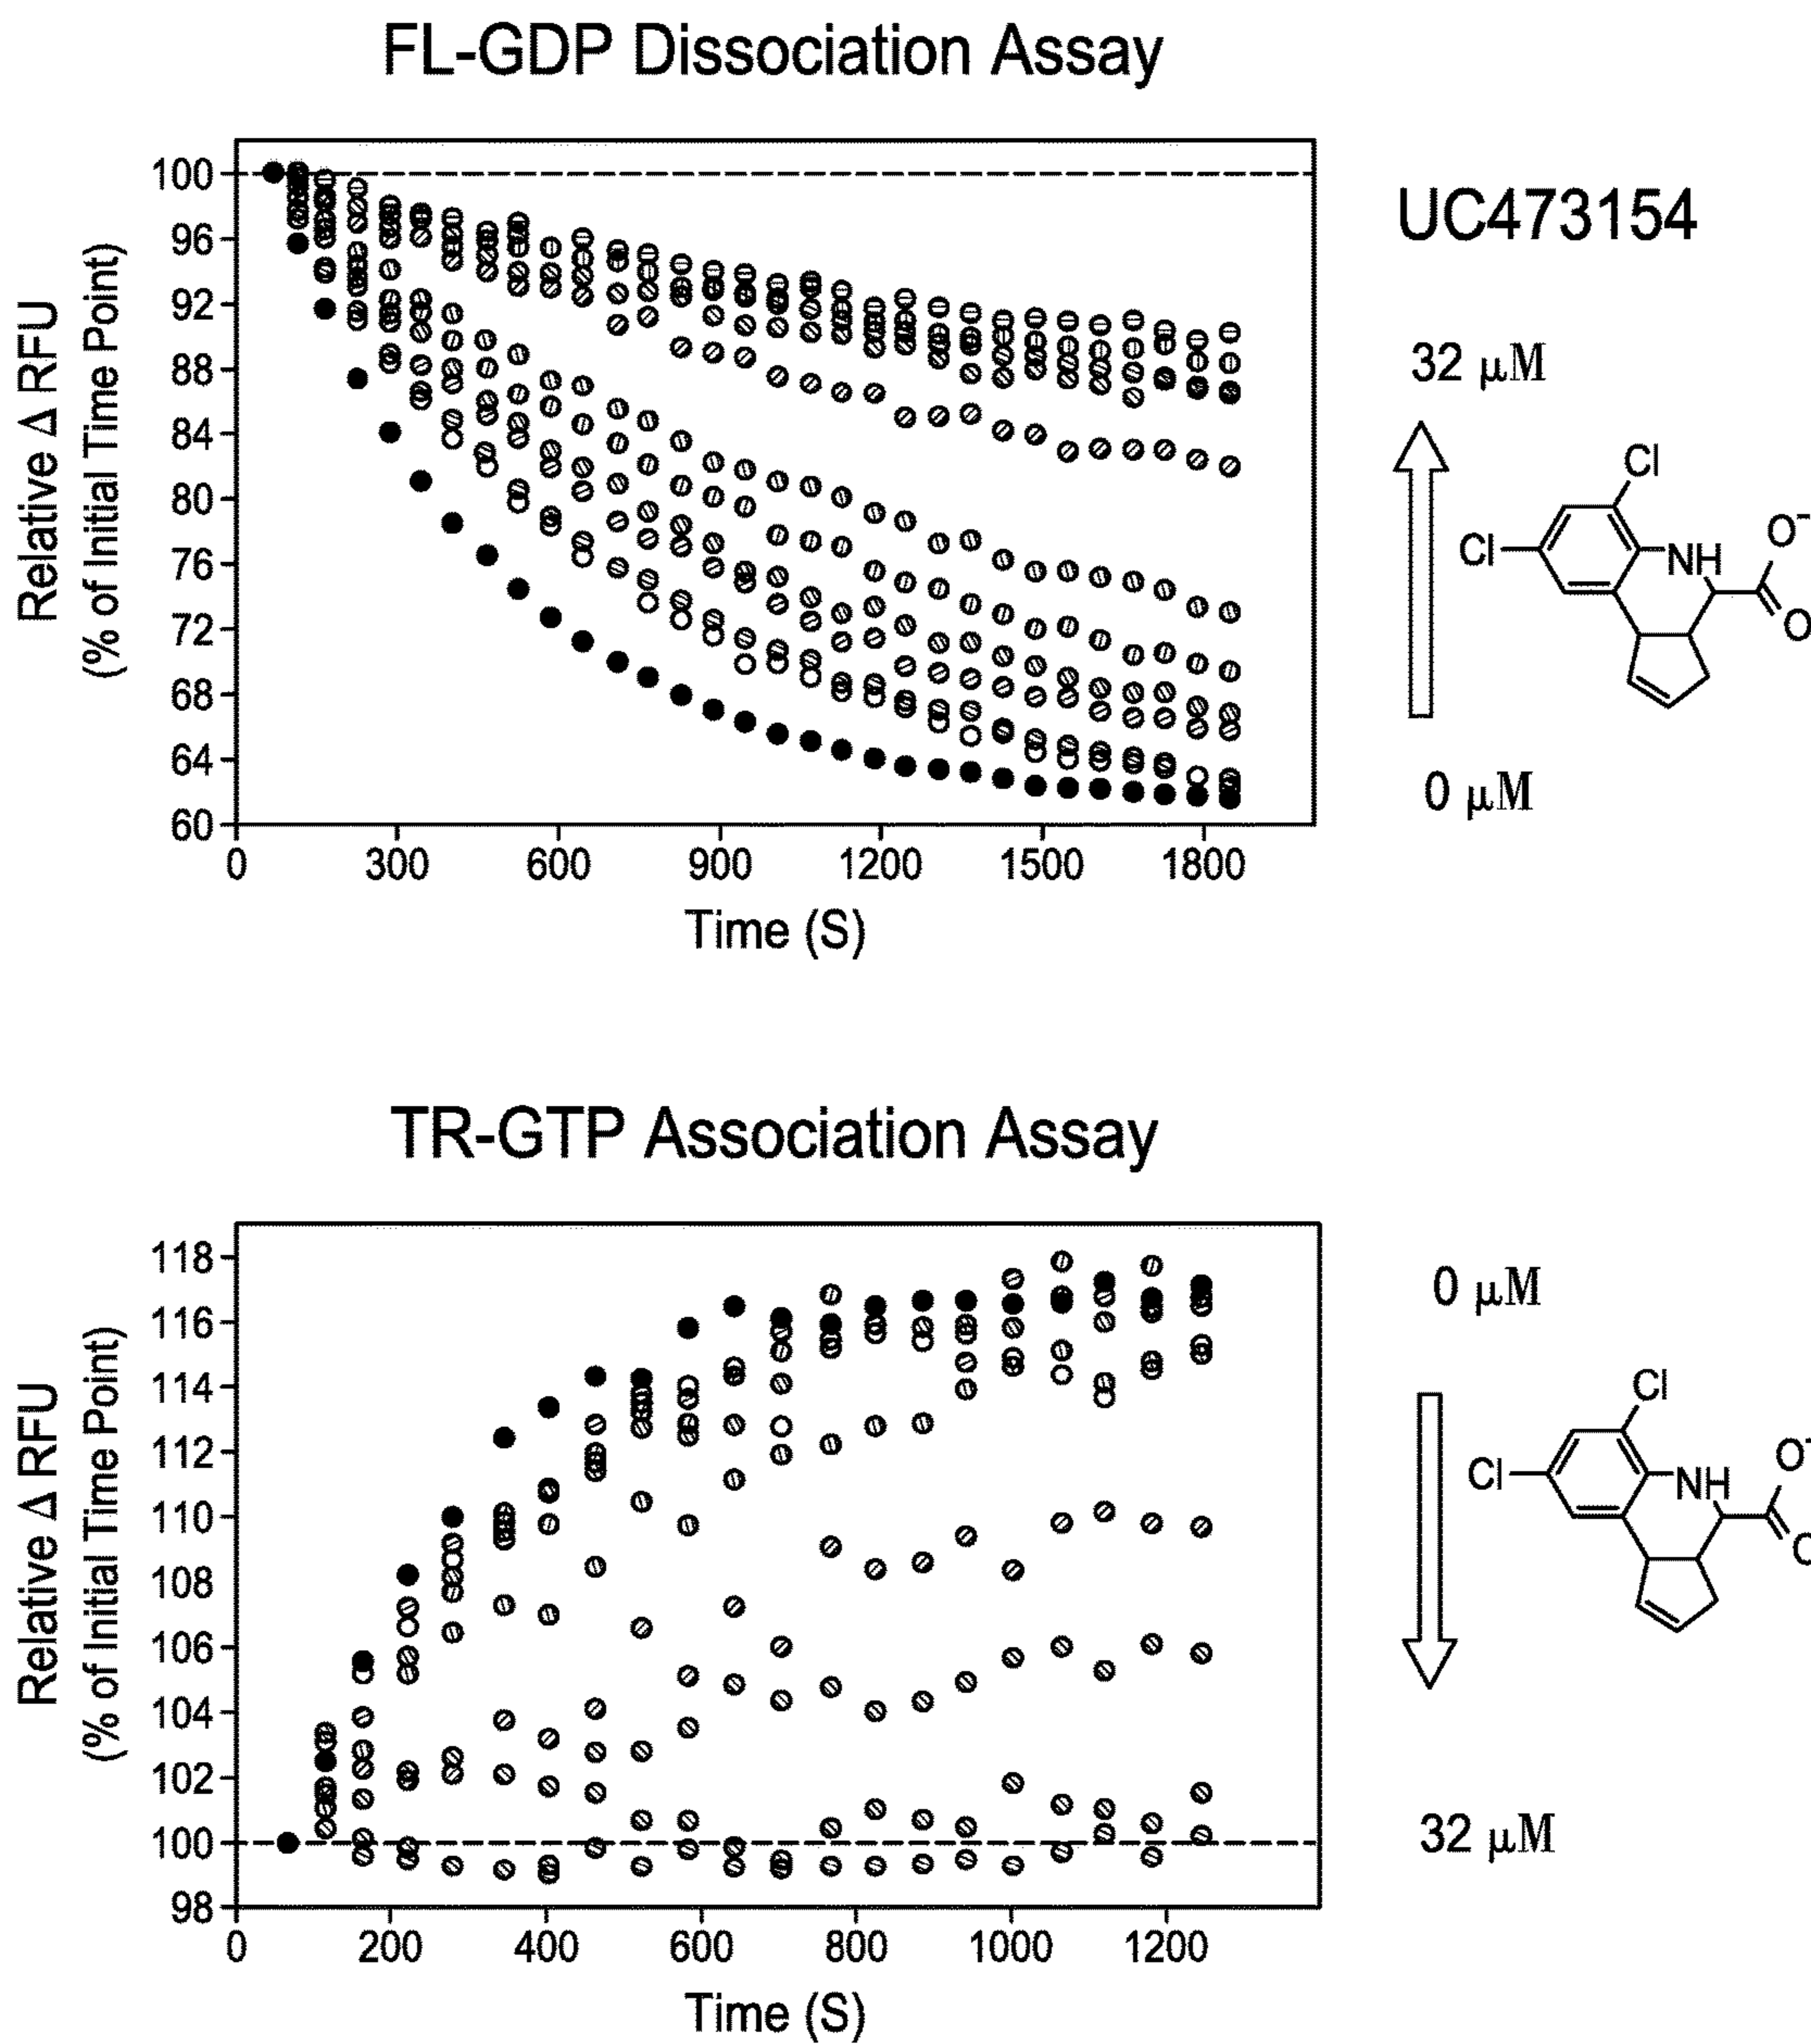 FL-GDP Dissociation Assay
Relative Δ RFU
(% of Initial Time Point)
100
96
92
88
84
80
76
72
68
64
60
0
300
600
900
1200
1500
1800
Time (S)
UC473154
32 μM
0 μM
Cl
Cl
NH
O⁻
O
TR-GTP Association Assay
Relative Δ RFU
(% of Initial Time Point)
118
116
114
112
110
108
106
104
102
100
98
0
200
400
600
800
1000
1200
Time (S)
0 μM
32 μM
Cl
Cl
NH
O⁻
O